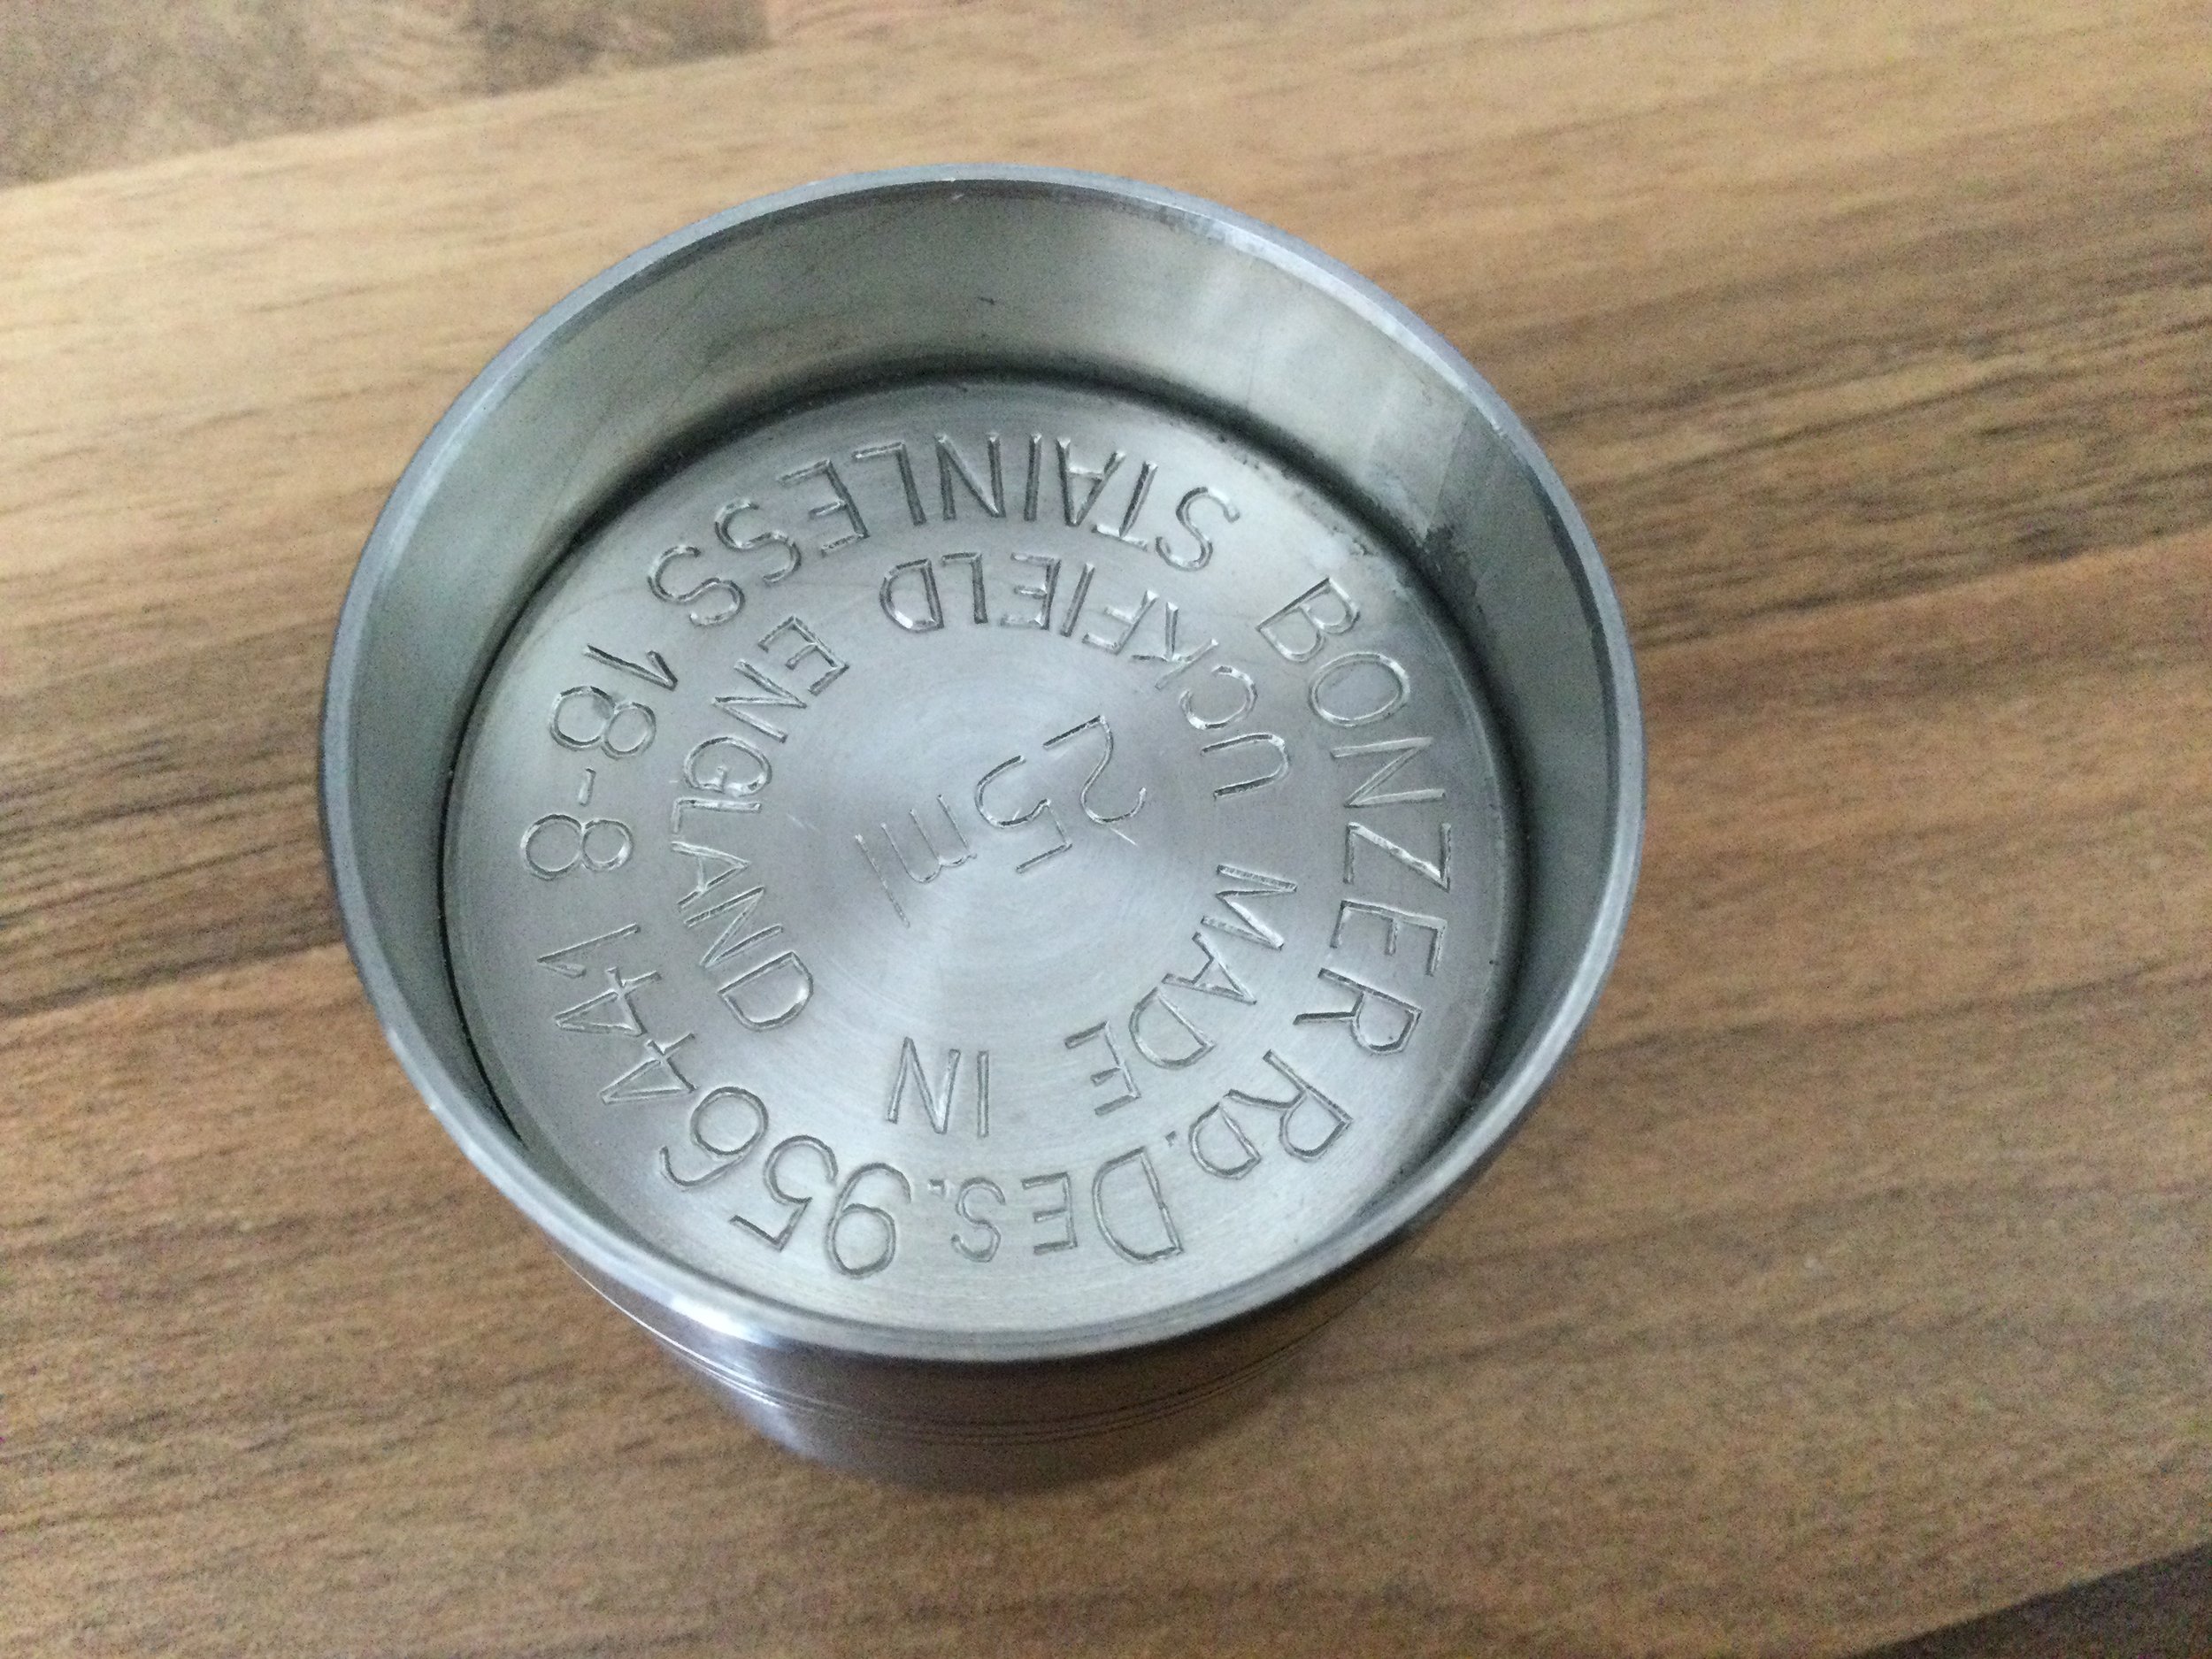 BONZER RD.DES.956441
STAINLESS 18-8
MADE IN ENGLAND
UCKFIELD
25ml